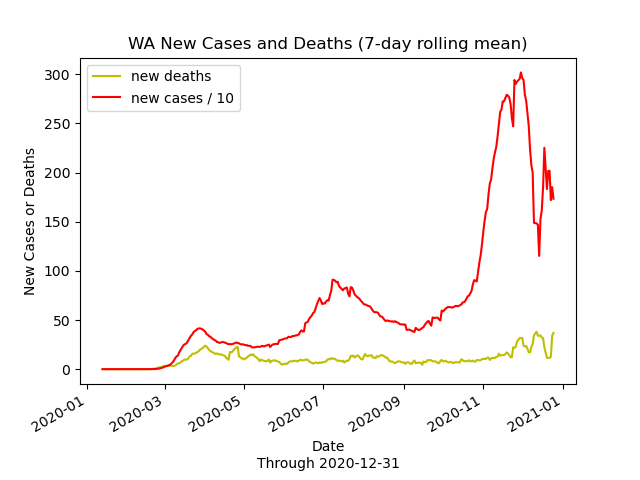 WA New Cases and Deaths (7-day rolling mean)
new deaths
new cases / 10
New Cases or Deaths
300
250
200
150
100
50
0
2020-01
2020-03
2020-05
2020-07
2020-09
2020-11
2021-01
Date
Through 2020-12-31